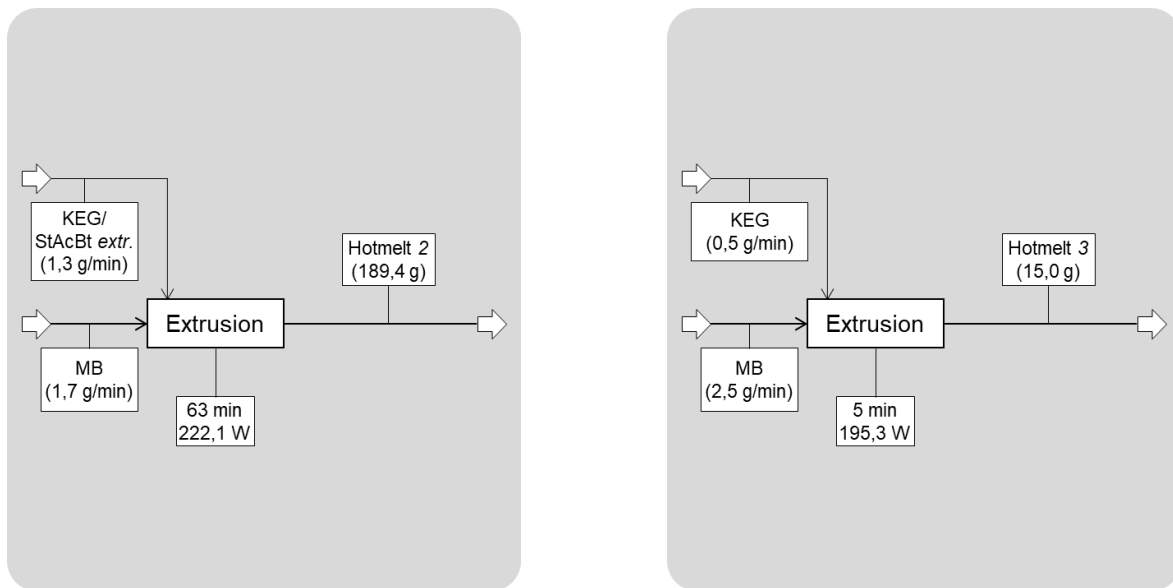 KEG/
StAcBt extr.
(1,3 g/min)
Hotmelt 2
(189,4 g)
Extrusion
MB
(1,7 g/min)
63 min
222,1 W
KEG
(0,5 g/min)
Hotmelt 3
(15,0 g)
Extrusion
MB
(2,5 g/min)
5 min
195,3 W